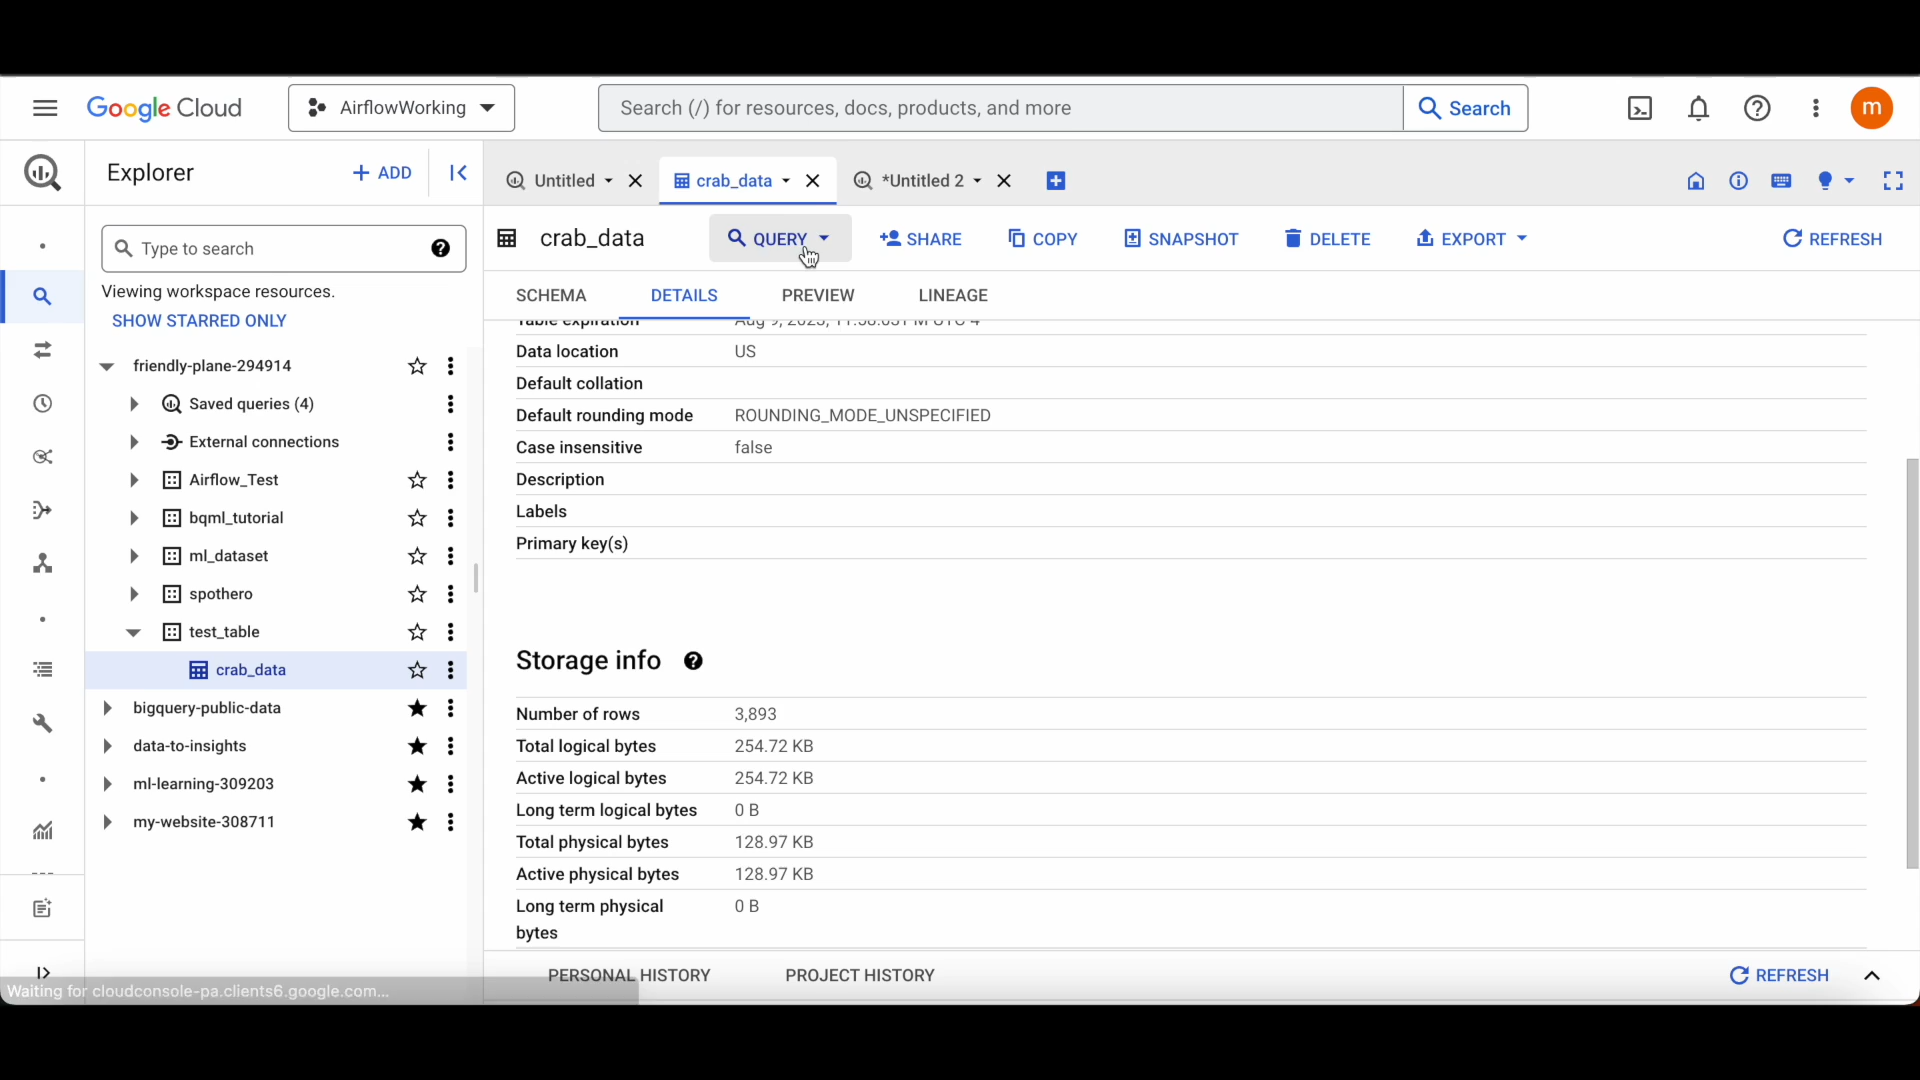 Google Cloud
AirflowWorking
Search (/) for resources, docs, products, and more
Search
m
Explorer
+ ADD
Untitled
crab_data
*Untitled 2
Type to search
crab_data
QUERY
SHARE
COPY
SNAPSHOT
DELETE
EXPORT
REFRESH
Viewing workspace resources.
SHOW STARRED ONLY
SCHEMA
DETAILS
PREVIEW
LINEAGE
friendly-plane-294914
Saved queries (4)
External connections
Airflow_Test
bqml_tutorial
ml_dataset
spothero
test_table
crab_data
bigquery-public-data
data-to-insights
ml-learning-309203
my-website-308711
Table expiration
Data location US
Default collation
Default rounding mode ROUNDING_MODE_UNSPECIFIED
Case insensitive false
Description
Labels
Primary key(s)
Storage info
Number of rows 3,893
Total logical bytes 254.72 KB
Active logical bytes 254.72 KB
Long term logical bytes 0 B
Total physical bytes 128.97 KB
Active physical bytes 128.97 KB
Long term physical 0 B
bytes
PERSONAL HISTORY
PROJECT HISTORY
REFRESH
Waiting for cloudconsole-pa.clients6.google.com...